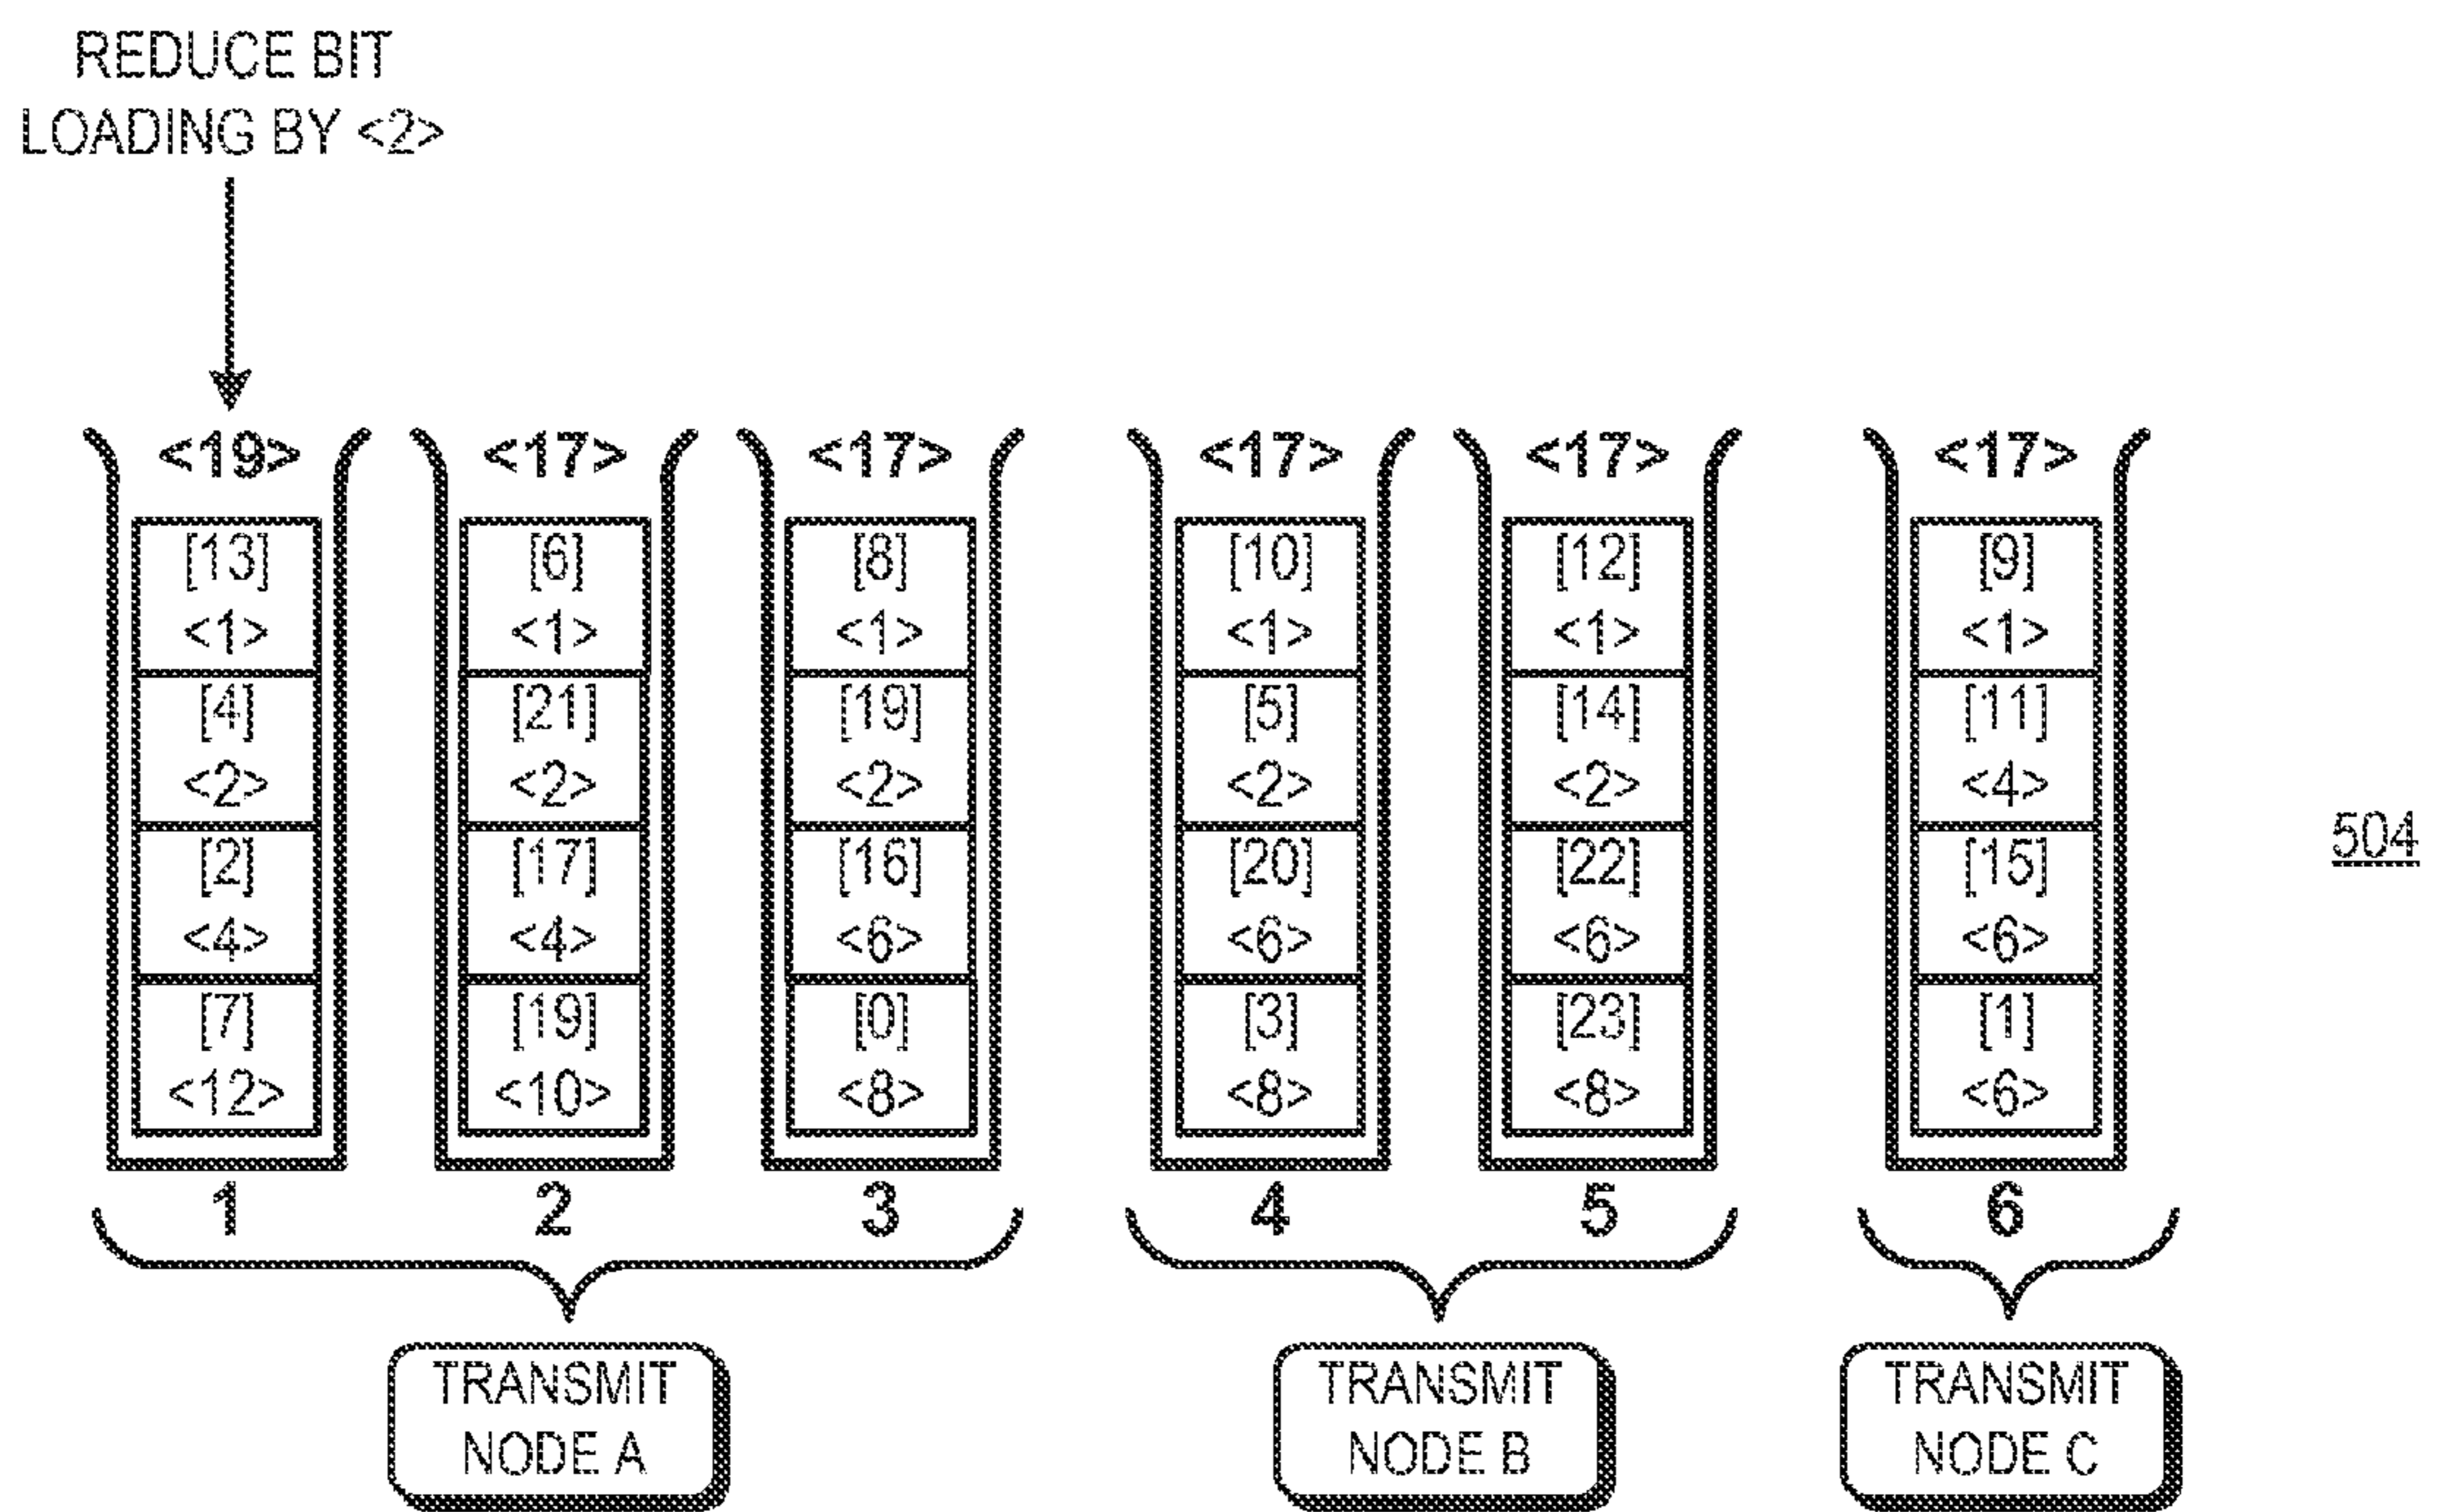 REDUCE BIT
LOADING BY <2>
<19> <17> <17> <17> <17> <17>
[13] [6] [8] [10] [12] [9]
<1> <1> <1> <1> <1> <1>
[4] [21] [19] [5] [14] [11]
<2> <2> <2> <2> <2> <4>
[2] [17] [16] [20] [22] [15]
<4> <4> <6> <6> <6> <6>
[7] [19] [0] [3] [23] [1]
<12> <10> <8> <8> <8> <6>
504
1 2 3 4 5 6
TRANSMIT
NODE A
TRANSMIT
NODE B
TRANSMIT
NODE C